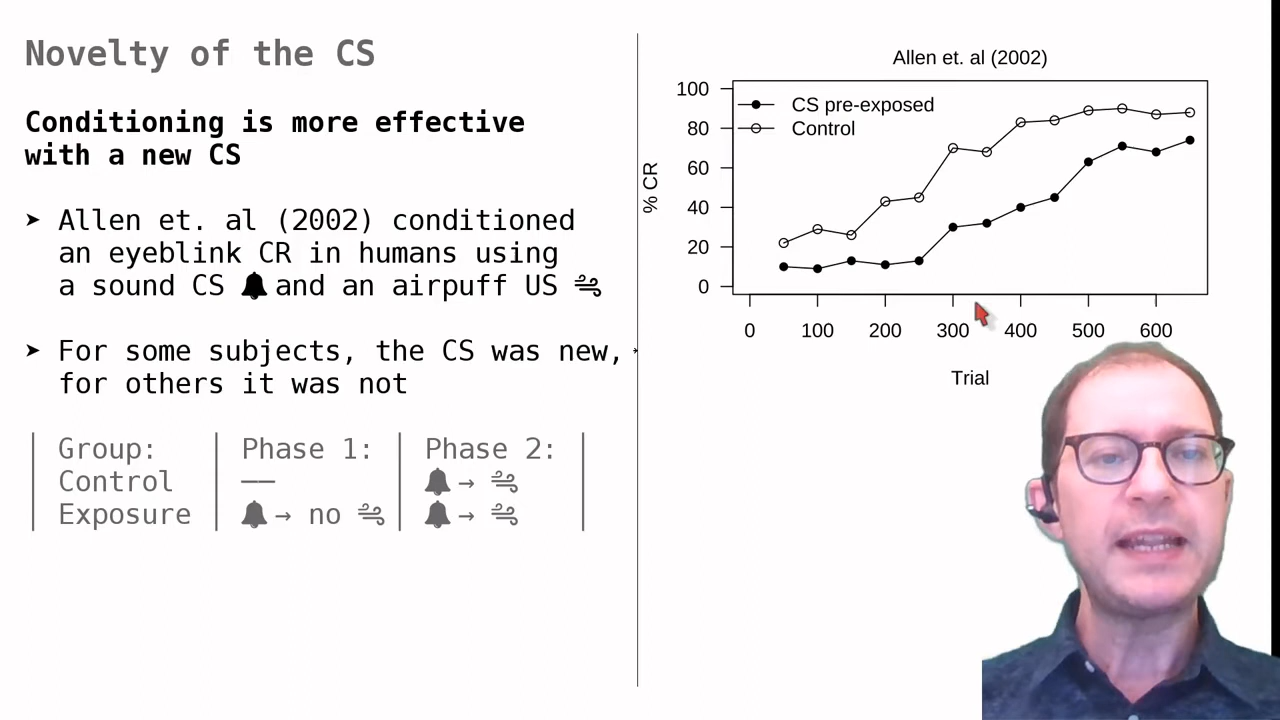 Novelty of the CS
Conditioning is more effective
with a new CS
➤ Allen et. al (2002) conditioned
an eyeblink CR in humans using
a sound CS 🔔 and an airpuff US
➤ For some subjects, the CS was new,
for others it was not
Group: Phase 1: Phase 2:
Control —— 🔔→
Exposure 🔔→ no 🔔→
Allen et. al (2002)
CS pre-exposed
Control
% CR
100
80
60
40
20
0
0 100 200 300 400 500 600
Trial